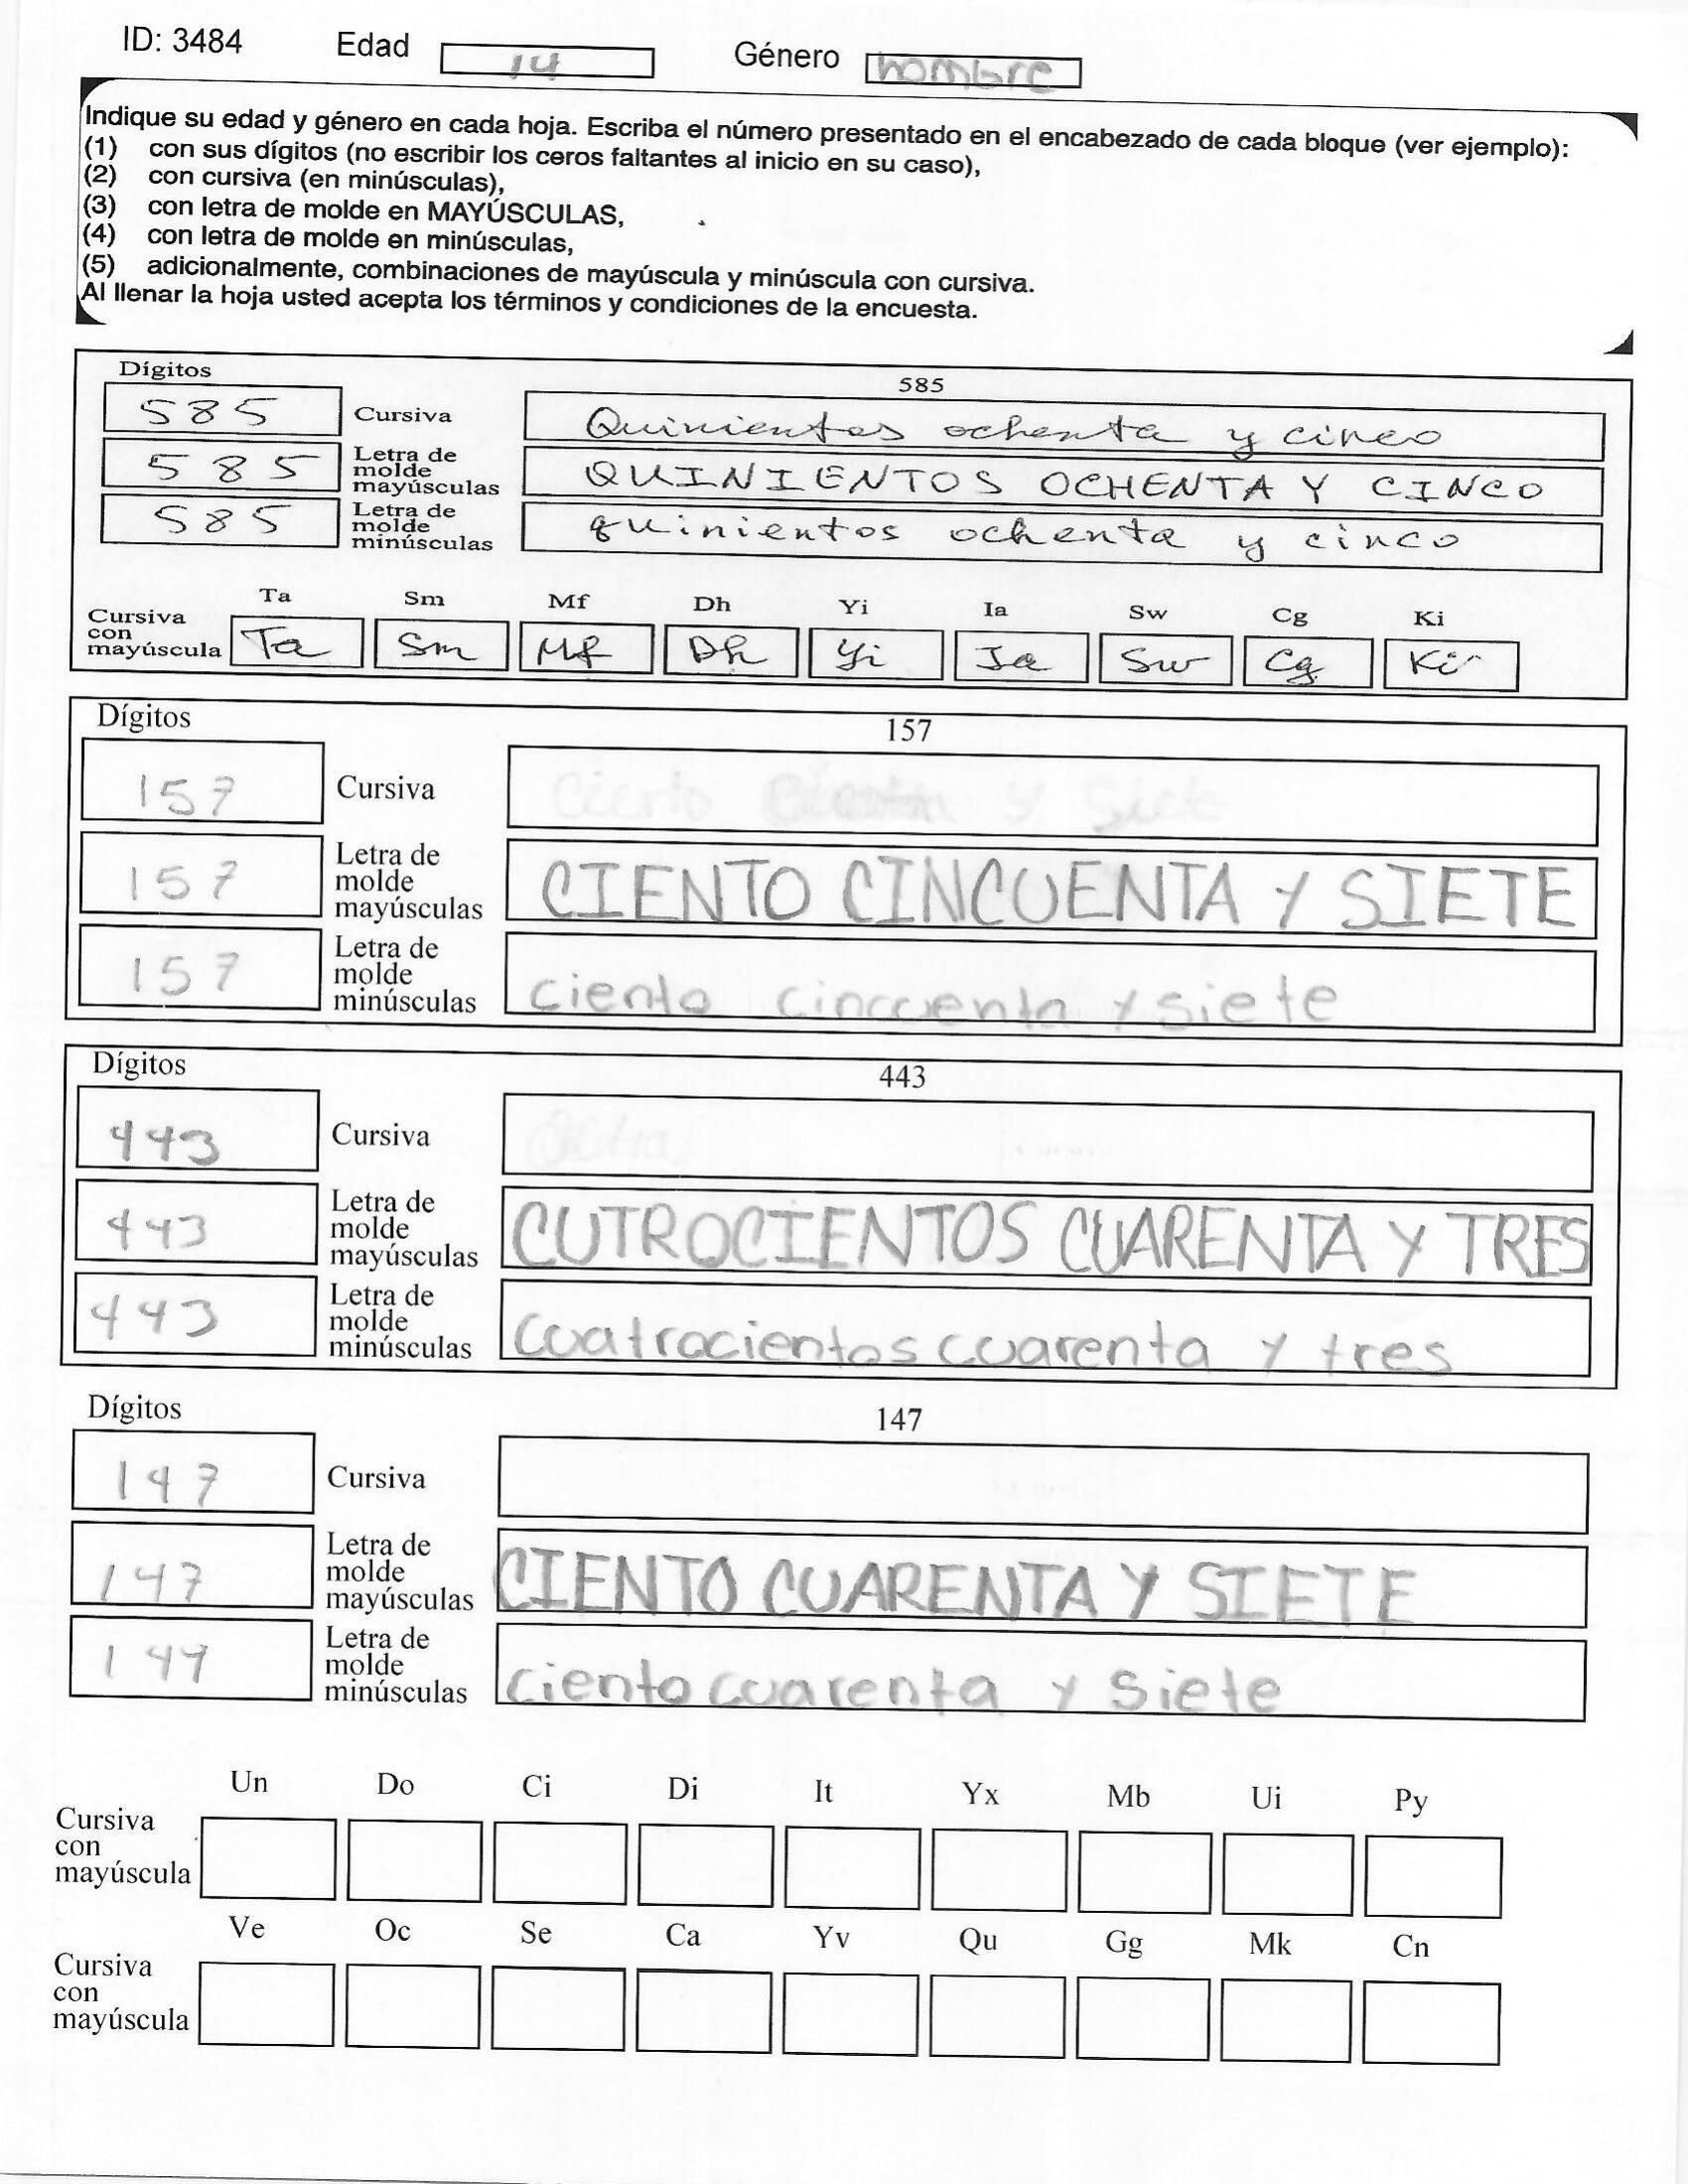 ID: 3484 Edad 14 Género hombre
Indique su edad y género en cada hoja. Escriba el número presentado en el encabezado de cada bloque (ver ejemplo):
(1) con sus dígitos (no escribir los ceros faltantes al inicio en su caso),
(2) con cursiva (en minúsculas),
(3) con letra de molde en MAYÚSCULAS,
(4) con letra de molde en minúsculas,
(5) adicionalmente, combinaciones de mayúscula y minúscula con cursiva.
Al llenar la hoja usted acepta los términos y condiciones de la encuesta.
Dígitos 585
585 Cursiva Quinientos ochenta y cinco
585 Letra de molde mayúsculas QUINIENTOS OCHENTA Y CINCO
585 Letra de molde minúsculas quinientos ochenta y cinco
Ta Sm Mf Dh Yi Ia Sw Cg Ki
Cursiva con mayúscula Ta Sm Mf Dh Yi Ia Sw Cg Ki
Dígitos 157
157 Cursiva Ciento y Siete
157 Letra de molde mayúsculas CIENTO CINCUENTA Y SIETE
157 Letra de molde minúsculas ciento cinccuenta y siete
Dígitos 443
443 Cursiva
443 Letra de molde mayúsculas CUTROCIENTOS CUARENTA Y TRES
443 Letra de molde minúsculas cuatrocientos cuarenta y tres
Dígitos 147
147 Cursiva
147 Letra de molde mayúsculas CIENTO CUARENTA Y SIETE
147 Letra de molde minúsculas ciento cuarenta y siete
Un Do Ci Di It Yx Mb Ui Py
Cursiva con mayúscula
Ve Oc Se Ca Yv Qu Gg Mk Cn
Cursiva con mayúscula